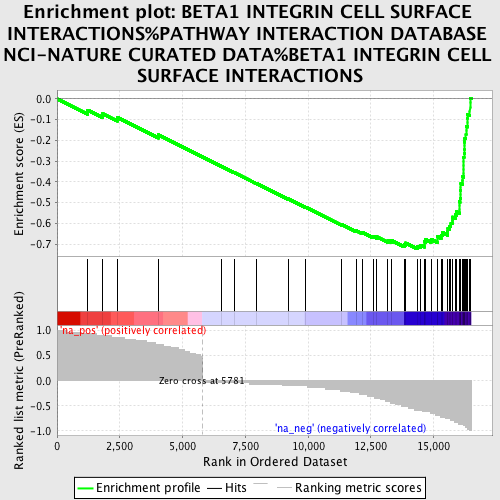 Enrichment plot: BETA1 INTEGRIN CELL SURFACE
INTERACTIONS%PATHWAY INTERACTION DATABASE
NCI-NATURE CURATED DATA%BETA1 INTEGRIN CELL
SURFACE INTERACTIONS
Enrichment score (ES)
0.0
-0.1
-0.2
-0.3
-0.4
-0.5
-0.6
-0.7
Ranked list metric (PreRanked)
1.0
0.5
0.0
-0.5
-1.0
'na_pos' (positively correlated)
Zero cross at 5781
'na_neg' (negatively correlated)
0
2,500
5,000
7,500
10,000
12,500
15,000
Rank in Ordered Dataset
Enrichment profile
Hits
Ranking metric scores